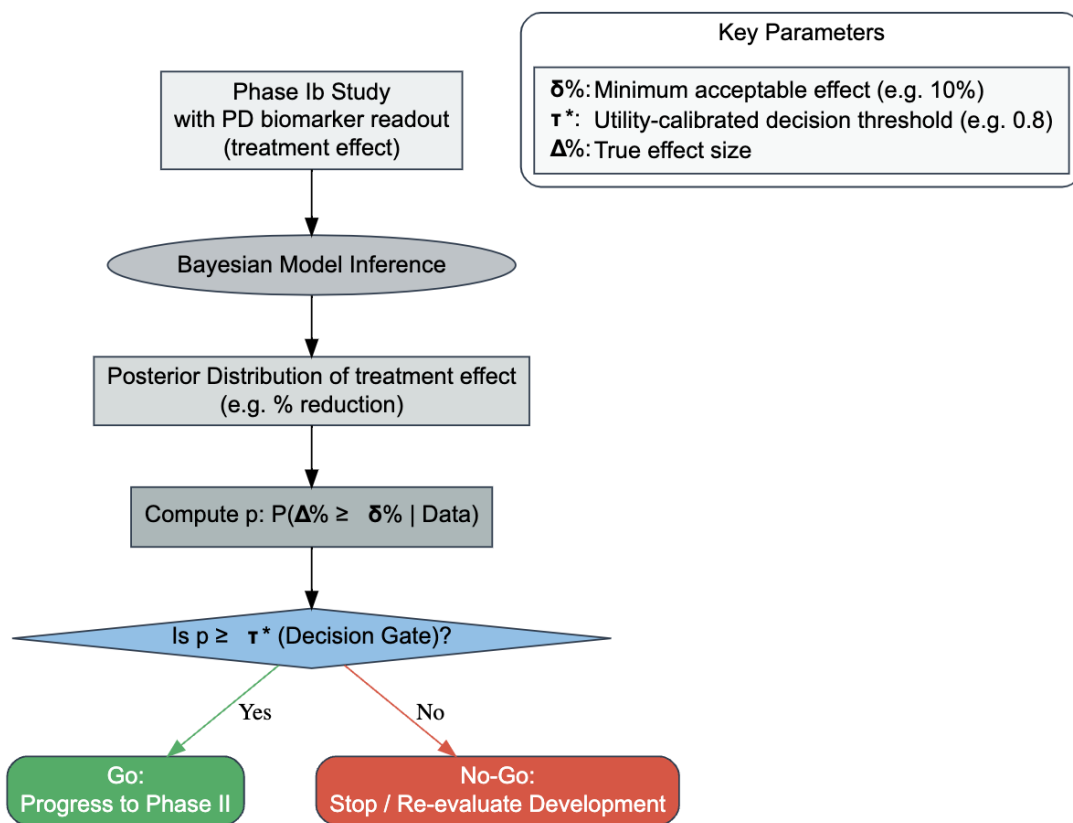 Key Parameters
δ%: Minimum acceptable effect (e.g. 10%)
τ*: Utility-calibrated decision threshold (e.g. 0.8)
Δ%: True effect size
Phase Ib Study
with PD biomarker readout
(treatment effect)
Bayesian Model Inference
Posterior Distribution of treatment effect
(e.g. % reduction)
Compute p: P(Δ% ≥ δ% | Data)
Is p ≥ τ* (Decision Gate)?
Yes
No
Go:
Progress to Phase II
No-Go:
Stop / Re-evaluate Development